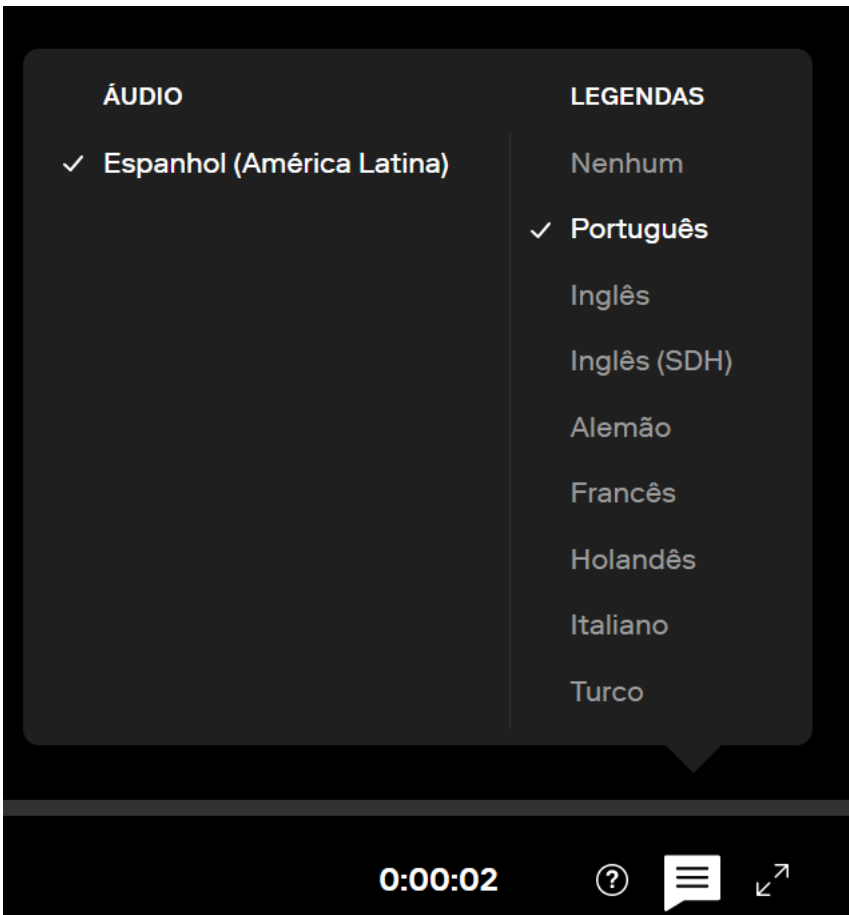 ÁUDIO
Espanhol (América Latina)
LEGENDAS
Nenhum
Português
Inglês
Inglês (SDH)
Alemão
Francês
Holandês
Italiano
Turco
0:00:02
?